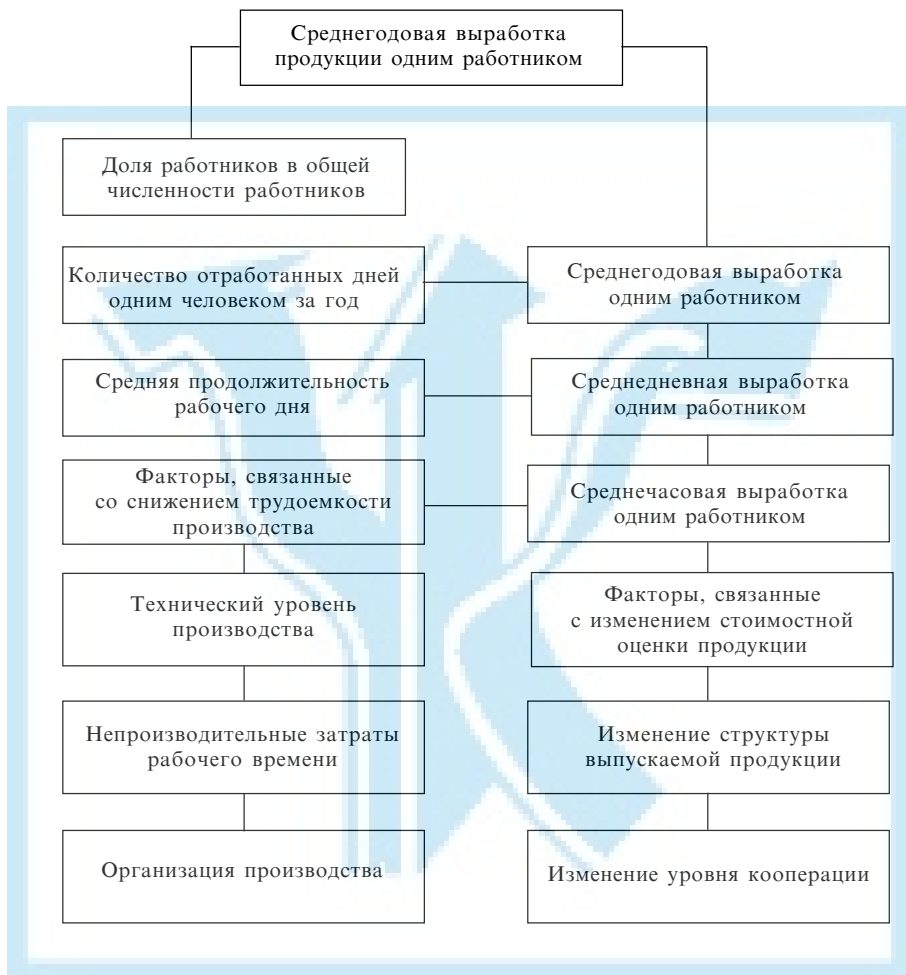 Среднегодовая выработка
продукции одним работником
Доля работников в общей
численности работников
Количество отработанных дней
одним человеком за год
Среднегодовая выработка
одним работником
Средняя продолжительность
рабочего дня
Среднедневная выработка
одним работником
Факторы, связанные
со снижением трудоемкости
производства
Среднечасовая выработка
одним работником
Технический уровень
производства
Факторы, связанные
с изменением стоимостной
оценки продукции
Непроизводительные затраты
рабочего времени
Изменение структуры
выпускаемой продукции
Организация производства
Изменение уровня кооперации